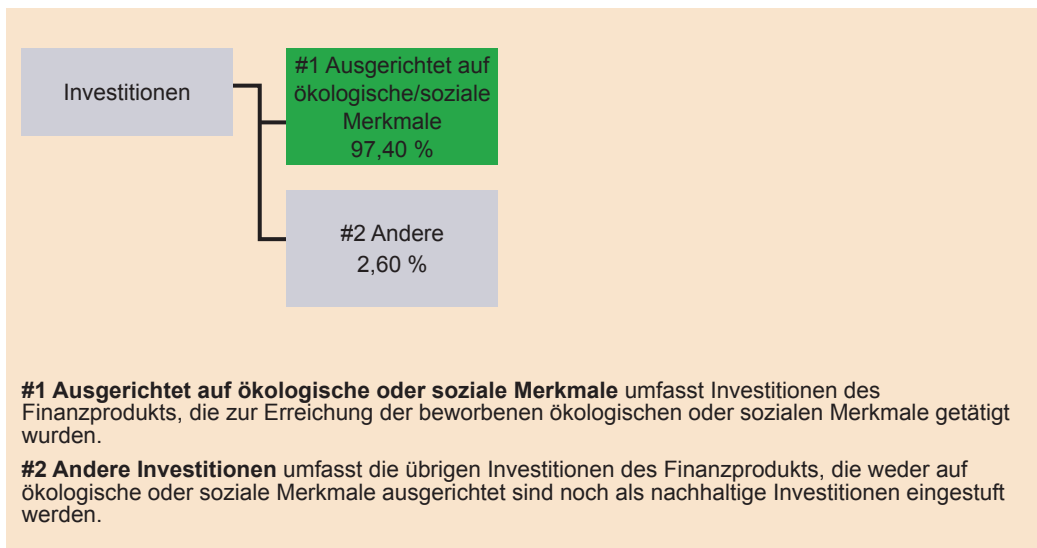 Investitionen
#1 Ausgerichtet auf
ökologische/soziale
Merkmale
97,40 %
#2 Andere
2,60 %
#1 Ausgerichtet auf ökologische oder soziale Merkmale umfasst Investitionen des
Finanzprodukts, die zur Erreichung der beworbenen ökologischen oder sozialen Merkmale getätigt
wurden.
#2 Andere Investitionen umfasst die übrigen Investitionen des Finanzprodukts, die weder auf
ökologische oder soziale Merkmale ausgerichtet sind noch als nachhaltige Investitionen eingestuft
werden.